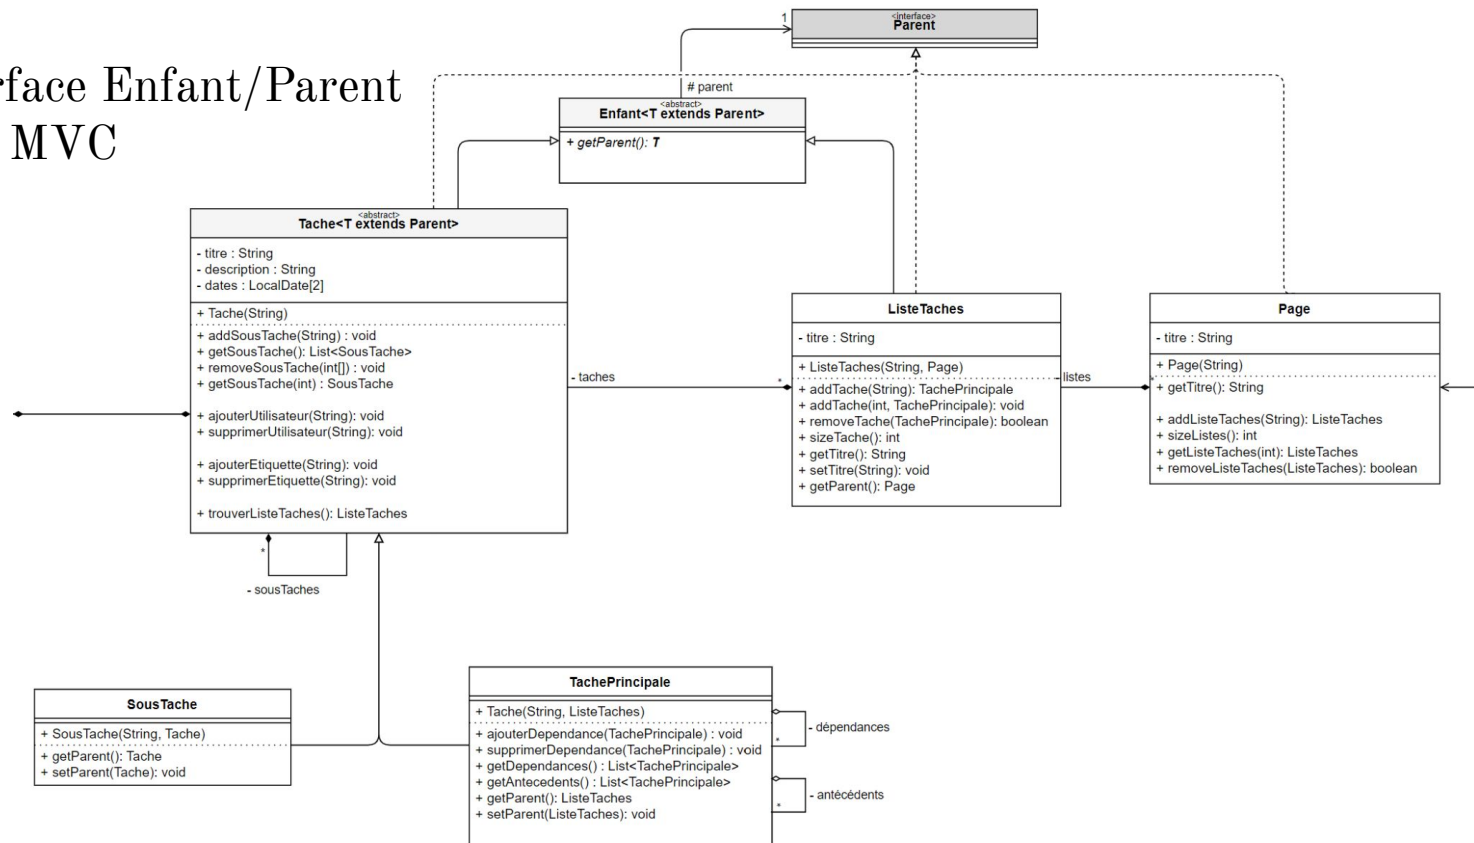 rface Enfant/Parent
MVC
<interface>
Parent
1
# parent
<abstract>
Enfant<T extends Parent>
+ getParent(): T
<abstract>
Tache<T extends Parent>
- titre : String
- description : String
- dates : LocalDate[2]
+ Tache(String)
+ addSousTache(String) : void
+ getSousTache(): List<SousTache>
+ removeSousTache(int[]) : void
+ getSousTache(int) : SousTache
+ ajouterUtilisateur(String): void
+ supprimerUtilisateur(String): void
+ ajouterEtiquette(String): void
+ supprimerEtiquette(String): void
+ trouverListeTaches(): ListeTaches
*
- sousTaches
- taches
*
ListeTaches
- titre : String
+ ListeTaches(String, Page)
+ addTache(String): TachePrincipale
+ addTache(int, TachePrincipale): void
+ removeTache(TachePrincipale): boolean
+ sizeTache(): int
+ getTitre(): String
+ setTitre(String): void
+ getParent(): Page
- listes
*
Page
- titre : String
+ Page(String)
+ getTitre(): String
+ addListeTaches(String): ListeTaches
+ sizeListes(): int
+ getListeTaches(int): ListeTaches
+ removeListeTaches(ListeTaches): boolean
SousTache
+ SousTache(String, Tache)
+ getParent(): Tache
+ setParent(Tache): void
TachePrincipale
+ Tache(String, ListeTaches)
+ ajouterDependance(TachePrincipale) : void
+ supprimerDependance(TachePrincipale) : void
+ getDependances() : List<TachePrincipale>
+ getAntecedents() : List<TachePrincipale>
+ getParent(): ListeTaches
+ setParent(ListeTaches): void
- dépendances
*
- antécédents
*